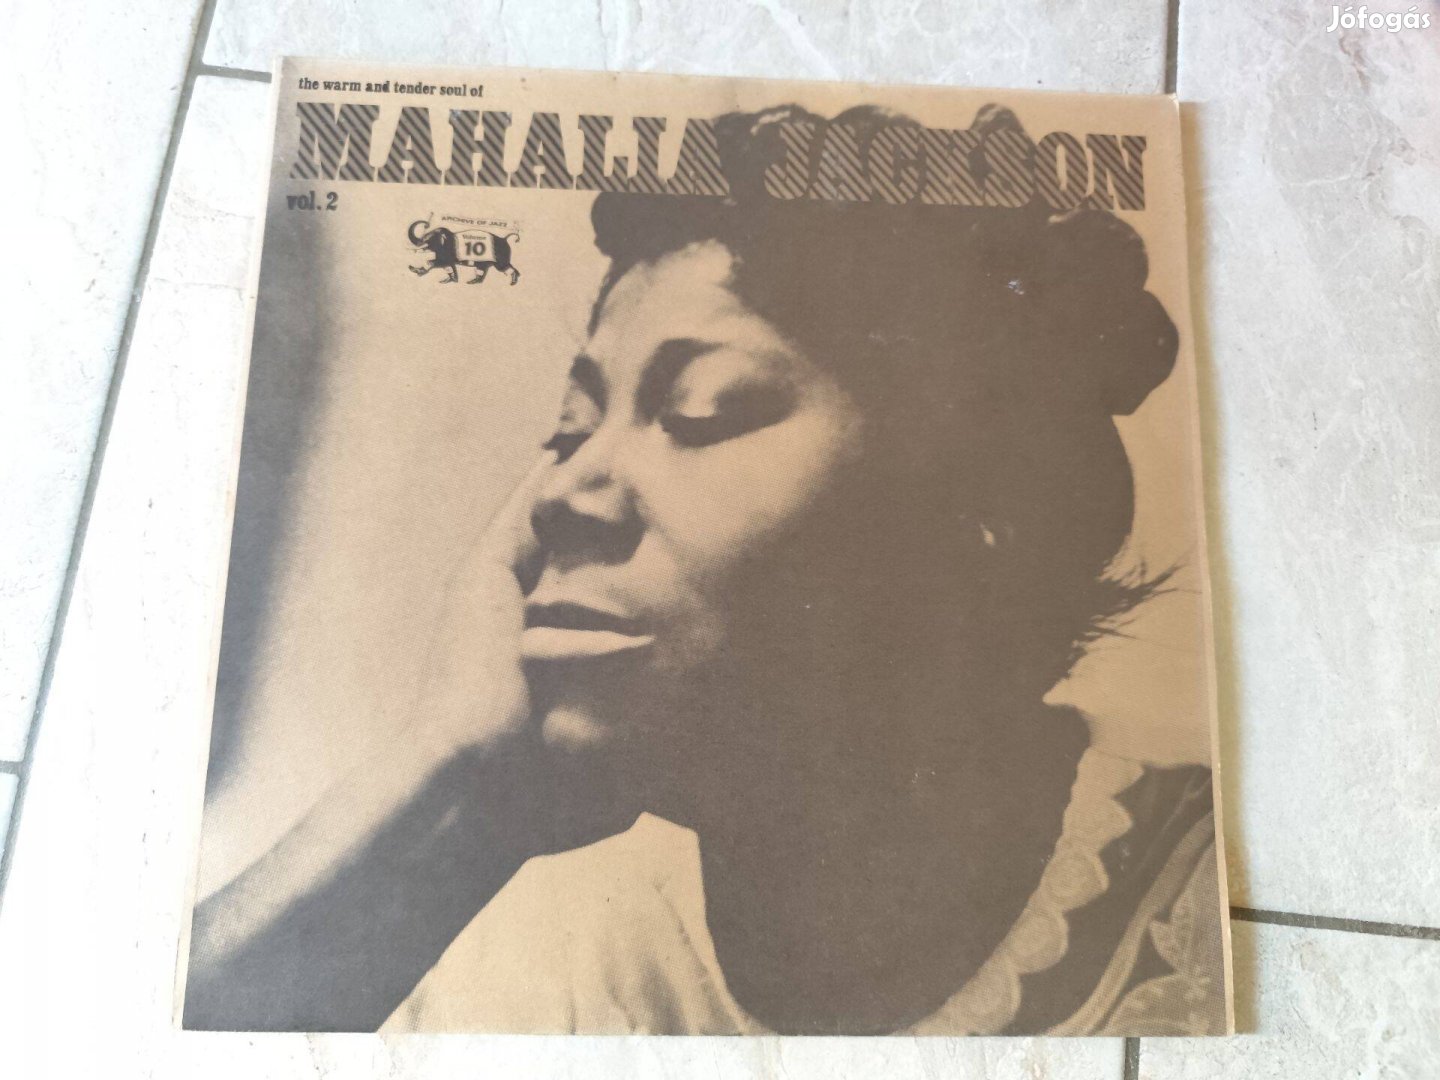 Jófogás
the warm and tender soul of
MAHALIA JACKSON
vol. 2
ARCHIVE OF JAZZ
Volume
10